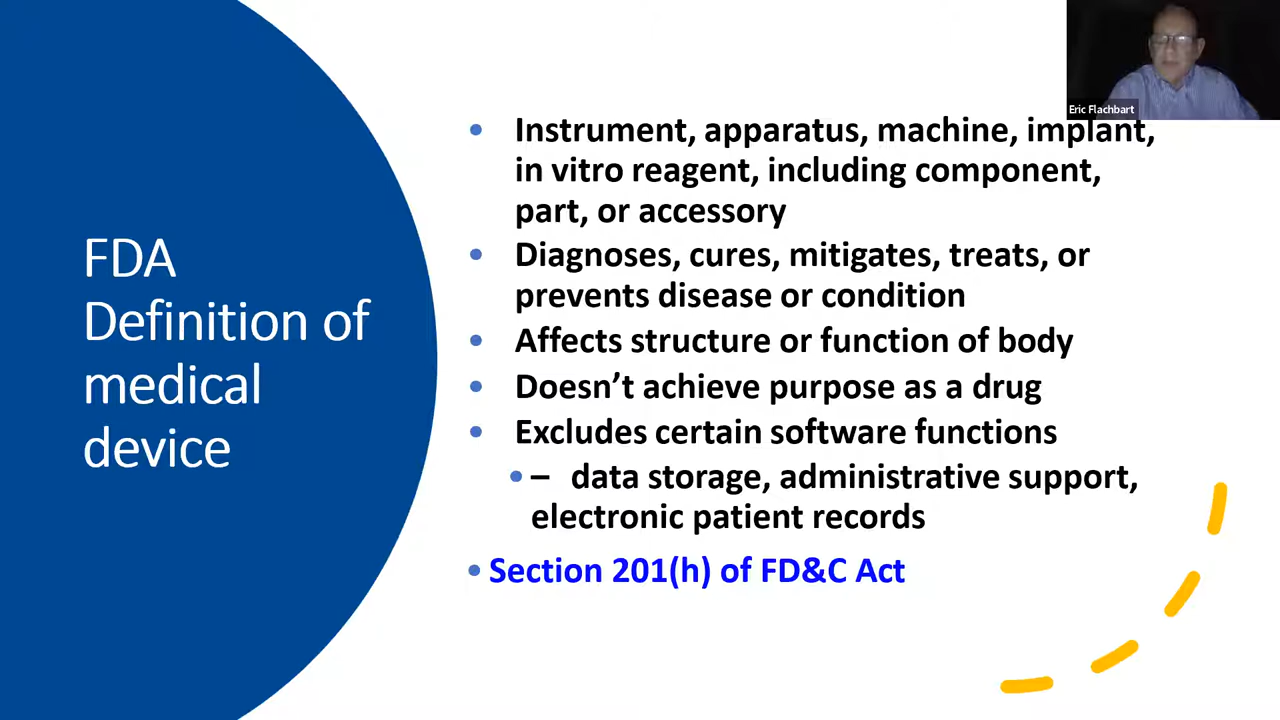 FDA
Definition of
medical
device
• Instrument, apparatus, machine, implant,
in vitro reagent, including component,
part, or accessory
• Diagnoses, cures, mitigates, treats, or
prevents disease or condition
• Affects structure or function of body
• Doesn’t achieve purpose as a drug
• Excludes certain software functions
• – data storage, administrative support,
electronic patient records
• Section 201(h) of FD&C Act
Eric Flachbart